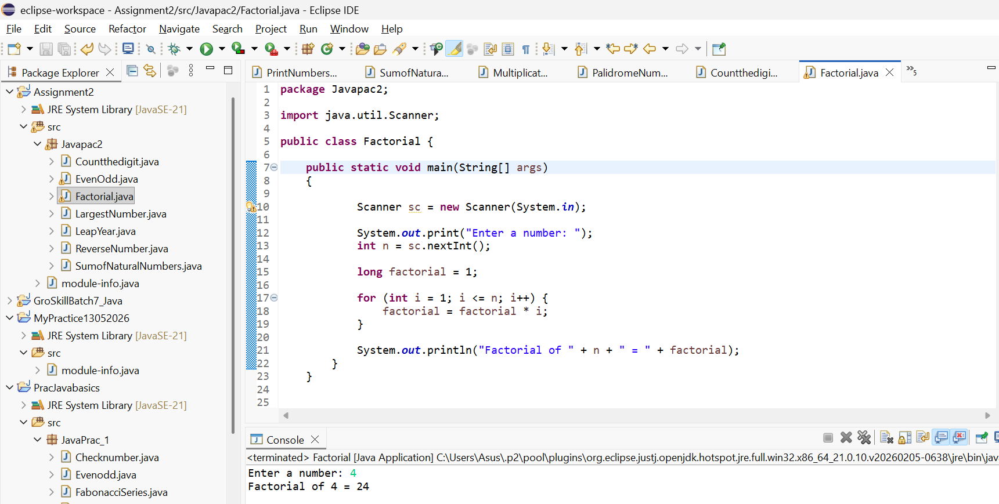 eclipse-workspace - Assignment2/src/Javapac2/Factorial.java - Eclipse IDE
File Edit Source Refactor Navigate Search Project Run Window Help
Package Explorer
Assignment2
JRE System Library [JavaSE-21]
src
Javapac2
Countthedigit.java
EvenOdd.java
Factorial.java
LargestNumber.java
LeapYear.java
ReverseNumber.java
SumofNaturalNumbers.java
module-info.java
GroSkillBatch7_Java
MyPractice13052026
JRE System Library [JavaSE-21]
src
module-info.java
PracJavabasics
JRE System Library [JavaSE-21]
src
JavaPrac_1
Checknumber.java
Evenodd.java
FabonacciSeries.java
PrintNumbers... SumofNatura... Multiplicat... PalidromeNum... Countthedigi... Factorial.java »5
1 package Javapac2;
2
3 import java.util.Scanner;
4
5 public class Factorial {
6
7 public static void main(String[] args)
8 {
9
10 Scanner sc = new Scanner(System.in);
11
12 System.out.print("Enter a number: ");
13 int n = sc.nextInt();
14
15 long factorial = 1;
16
17 for (int i = 1; i <= n; i++) {
18 factorial = factorial * i;
19 }
20
21 System.out.println("Factorial of " + n + " = " + factorial);
22 }
23 }
24
25
Console
<terminated> Factorial [Java Application] C:\Users\Asus\.p2\pool\plugins\org.eclipse.justj.openjdk.hotspot.jre.full.win32.x86_64_21.0.10.v20260205-0638\jre\bin\jav
Enter a number: 4
Factorial of 4 = 24